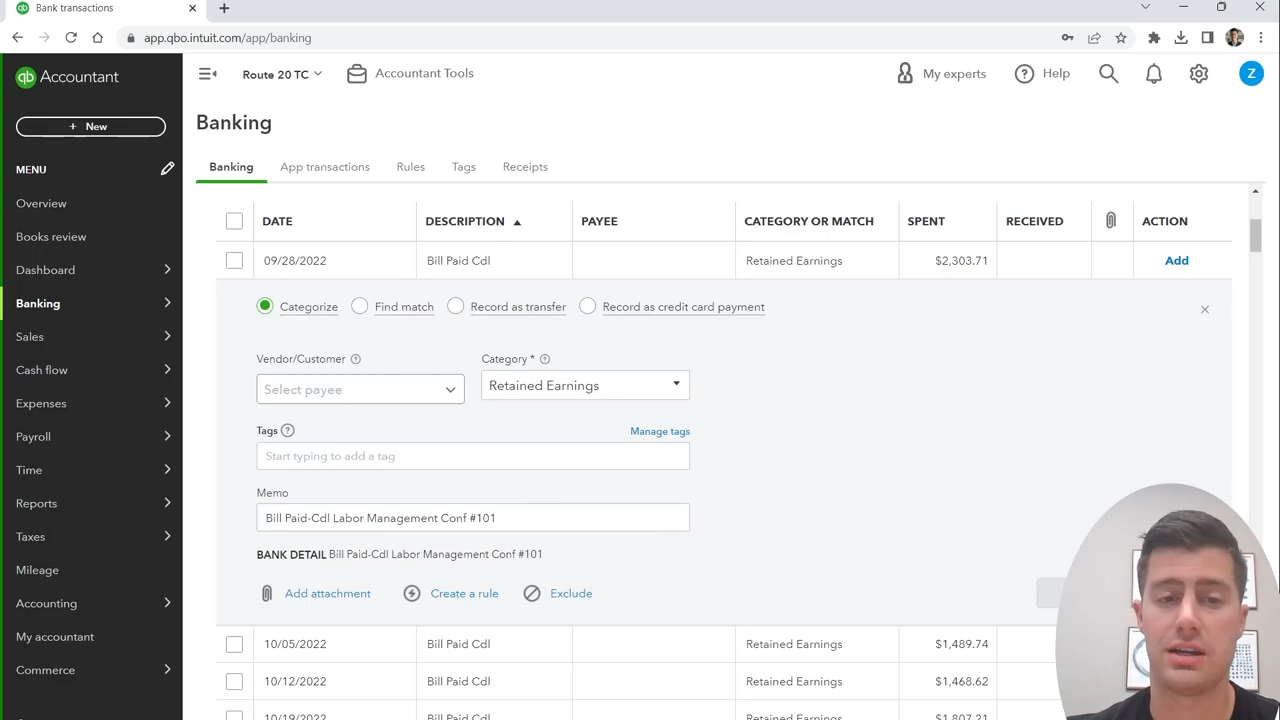 Bank transactions
app.qbo.intuit.com/app/banking
qb Accountant
Route 20 TC
Accountant Tools
My experts
Help
Z
+ New
MENU
Overview
Books review
Dashboard
Banking
Sales
Cash flow
Expenses
Payroll
Time
Reports
Taxes
Mileage
Accounting
My accountant
Commerce
Banking
Banking App transactions Rules Tags Receipts
DATE DESCRIPTION PAYEE CATEGORY OR MATCH SPENT RECEIVED ACTION
09/28/2022 Bill Paid Cdl Retained Earnings $2,303.71 Add
Categorize Find match Record as transfer Record as credit card payment
Vendor/Customer Category *
Select payee Retained Earnings
Tags Manage tags
Start typing to add a tag
Memo
Bill Paid-Cdl Labor Management Conf #101
BANK DETAIL Bill Paid-Cdl Labor Management Conf #101
Add attachment Create a rule Exclude
10/05/2022 Bill Paid Cdl Retained Earnings $1,489.74
10/12/2022 Bill Paid Cdl Retained Earnings $1,468.62
10/19/2022 Bill Paid Cdl Retained Earnings $1,807.21